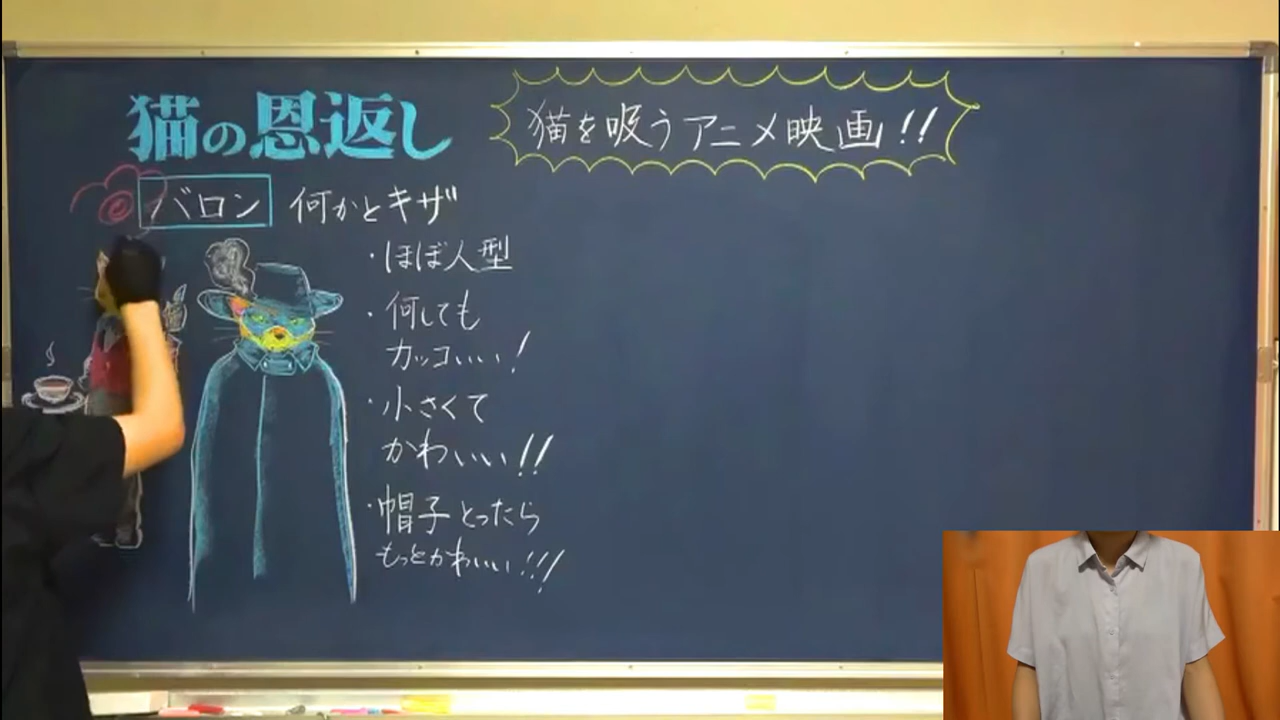 猫の恩返し
猫を吸うアニメ映画!!
バロン 何かとキザ
・ほぼ人型
・何しても
カッコいい!
・小さくて
かわいい!!
・帽子とったら
もっとかわいい!!!